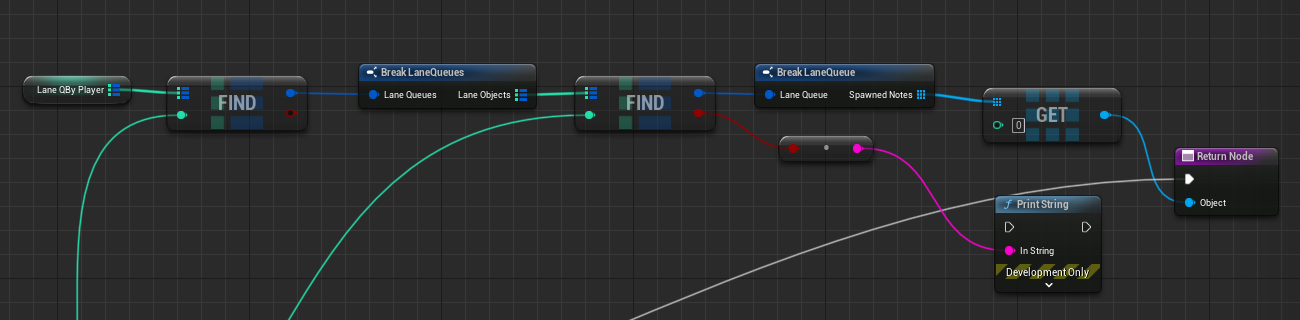 Lane QBy Player
FIND
Break LaneQueues
Lane Queues
Lane Objects
FIND
Break LaneQueue
Lane Queue
Spawned Notes
GET
0
Return Node
Object
Print String
In String
Development Only